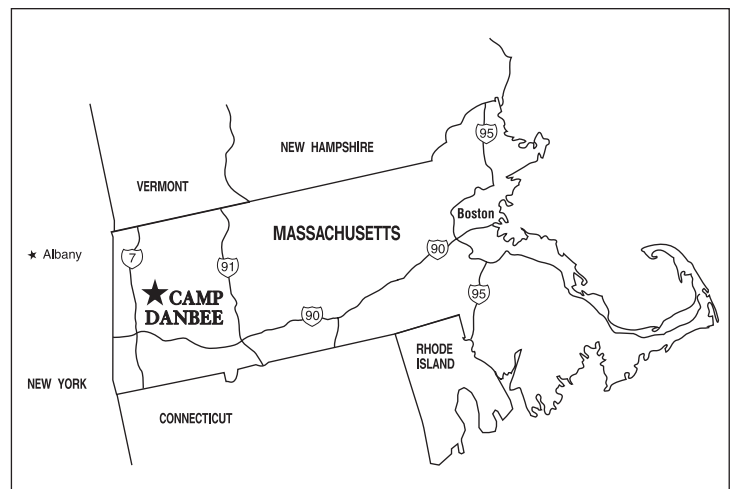 95
NEW HAMPSHIRE
VERMONT
Boston
MASSACHUSETTS
90
★ Albany
7
91
★ CAMP
DANBEE
95
90
RHODE
ISLAND
NEW YORK
CONNECTICUT